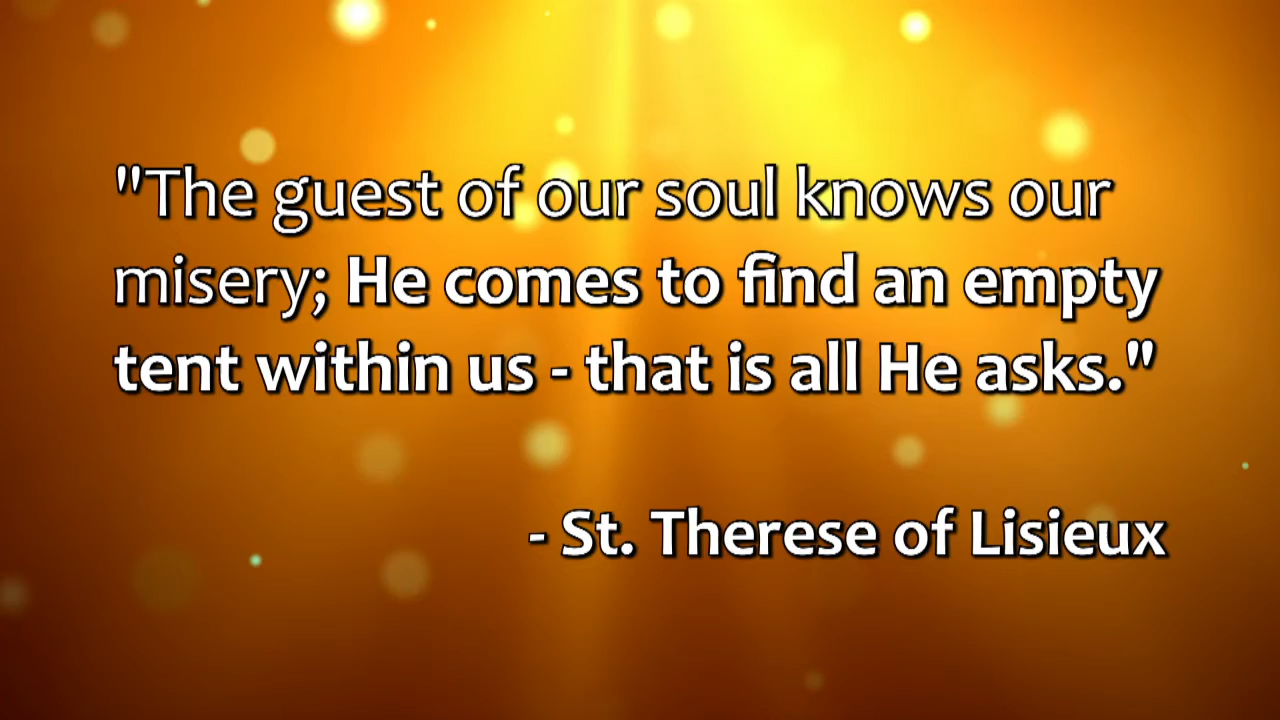 "The guest of our soul knows our
misery; He comes to find an empty
tent within us - that is all He asks."
- St. Therese of Lisieux